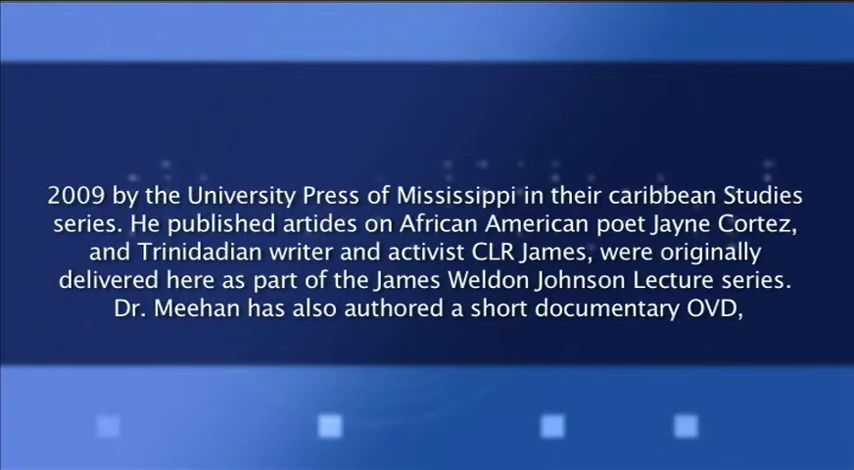 2009 by the University Press of Mississippi in their caribbean Studies
series. He published artides on African American poet Jayne Cortez,
and Trinidadian writer and activist CLR James, were originally
delivered here as part of the James Weldon Johnson Lecture series.
Dr. Meehan has also authored a short documentary OVD,